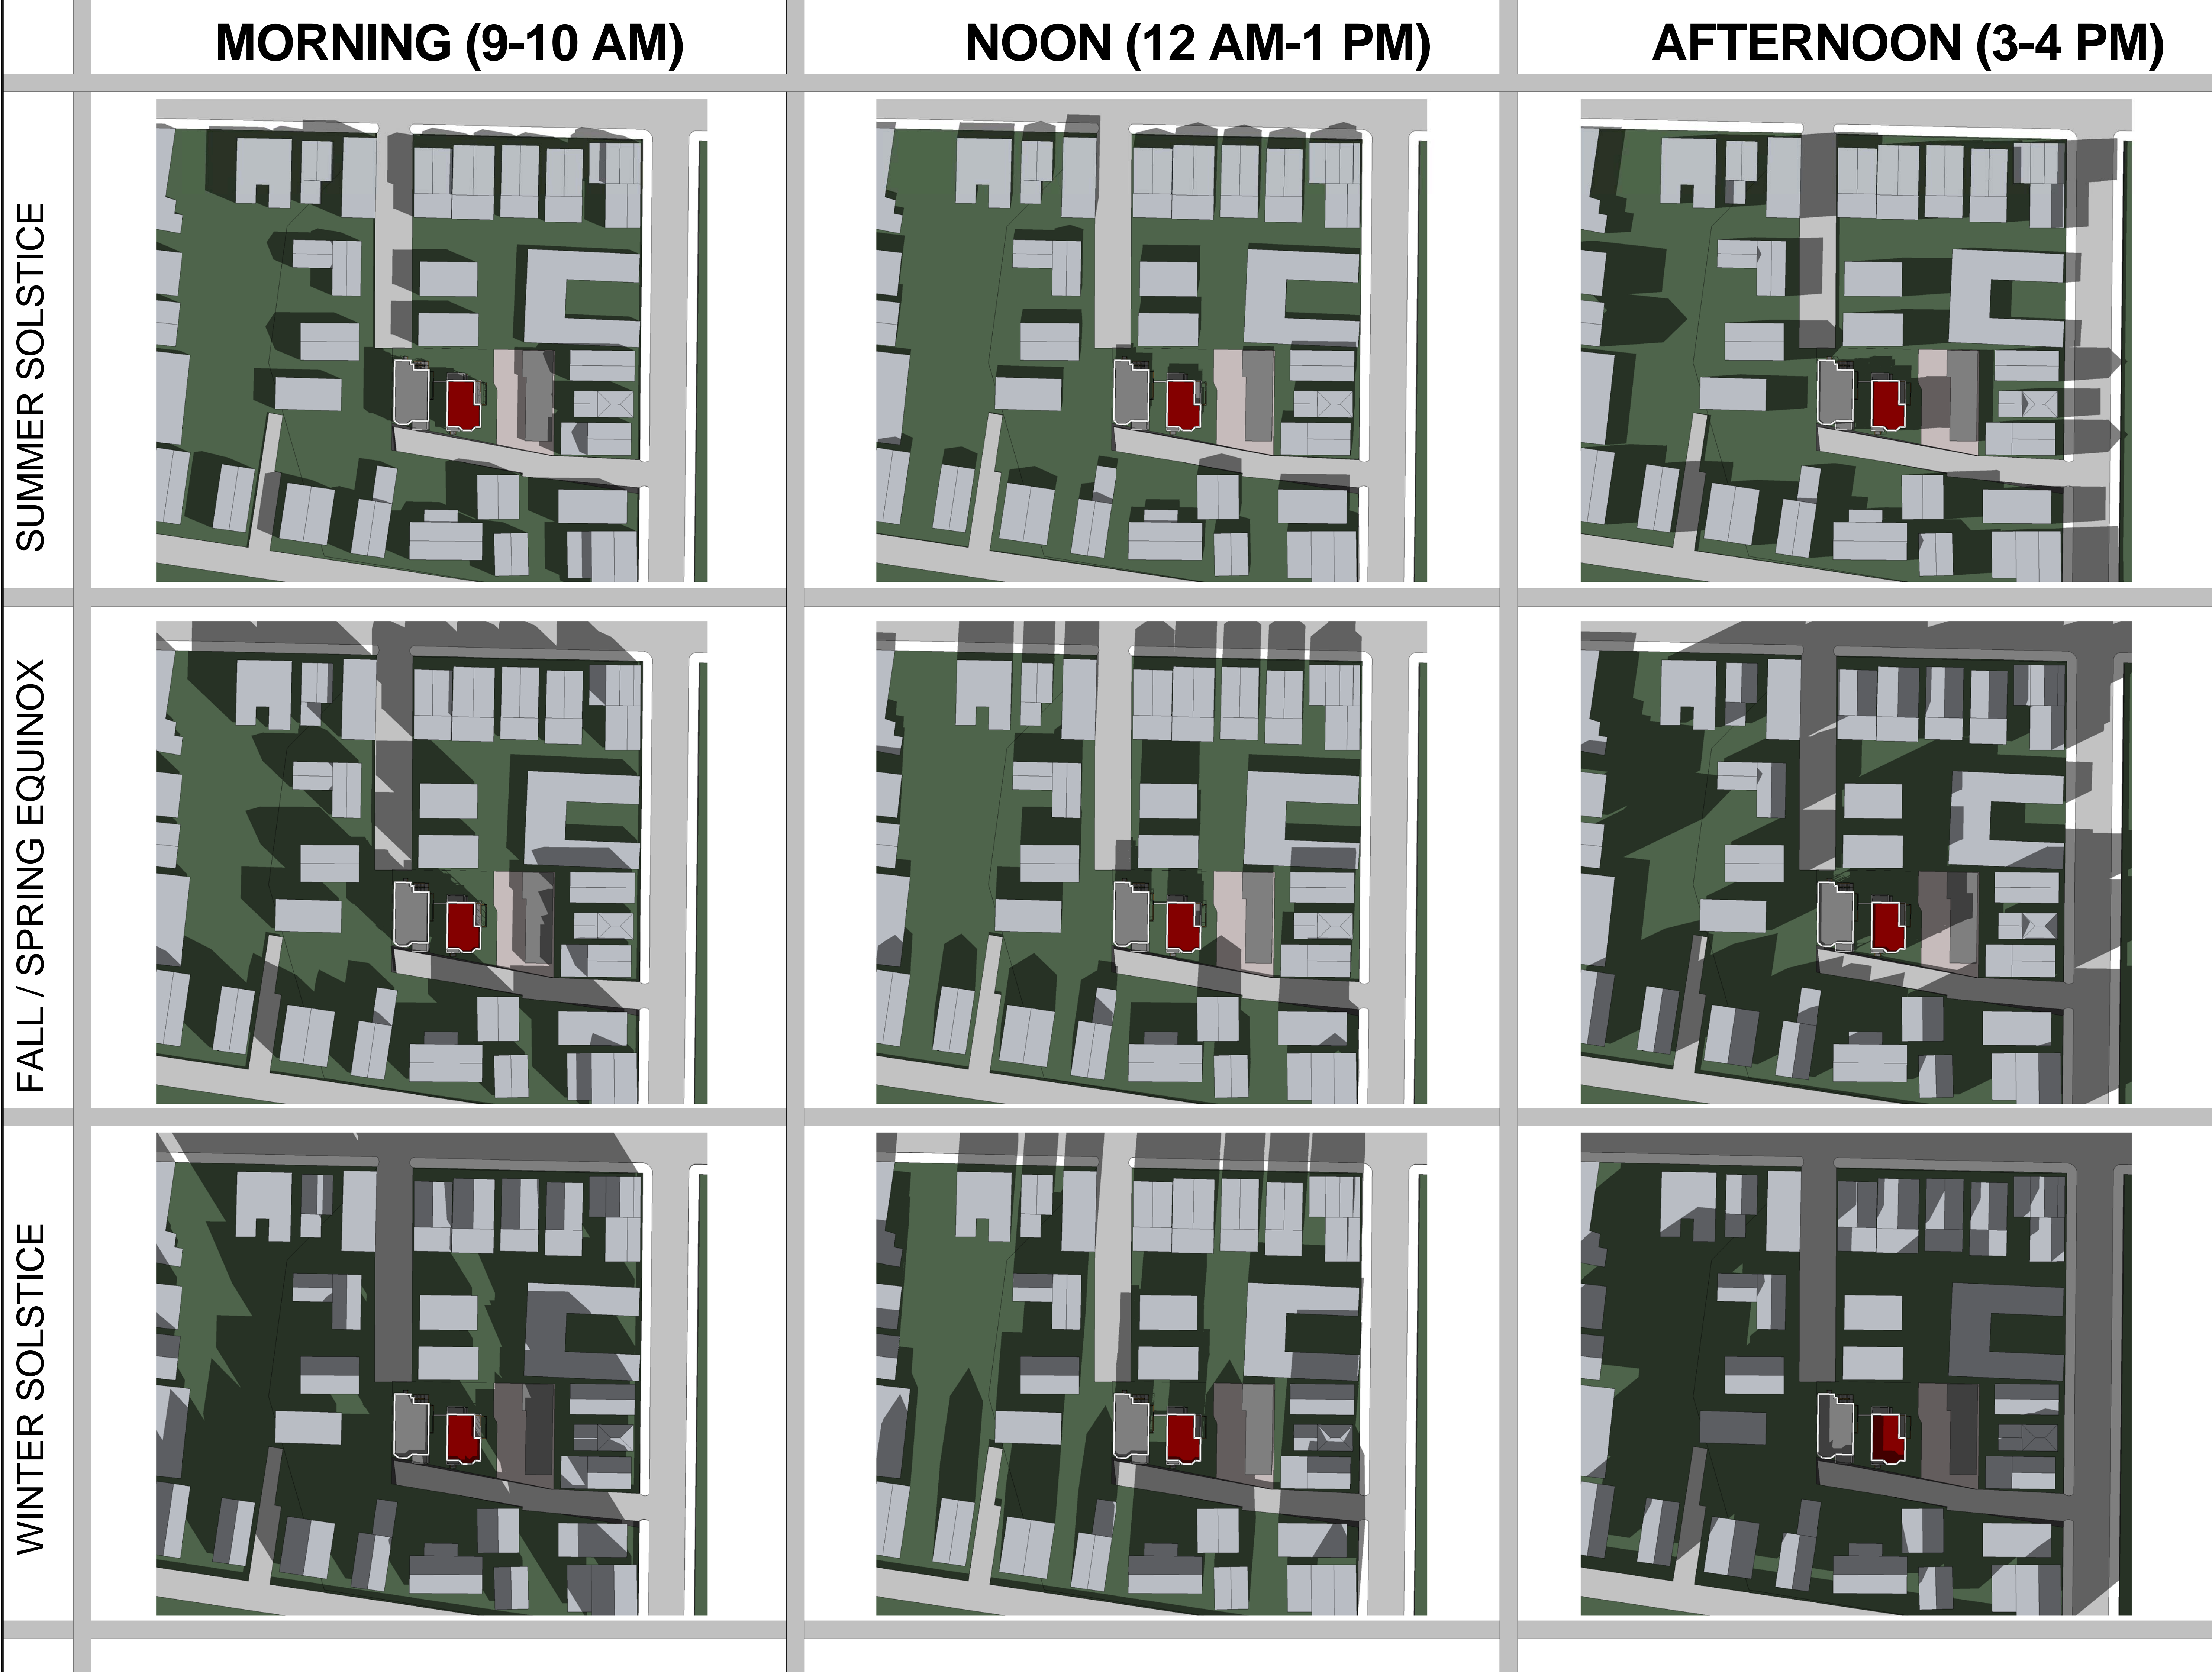 MORNING (9-10 AM)
NOON (12 AM-1 PM)
AFTERNOON (3-4 PM)
SUMMER SOLSTICE
FALL / SPRING EQUINOX
WINTER SOLSTICE